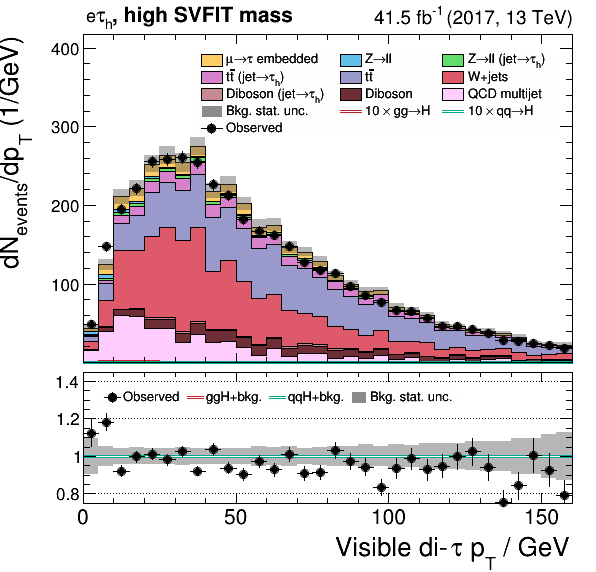 eτh, high SVFIT mass 41.5 fb⁻¹ (2017, 13 TeV)
dNevents/dpT (1/GeV)
400
300
200
100
μ→τ embedded Z→ll Z→ll (jet→τh)
tt̄ (jet→τh) tt̄ W+jets
Diboson (jet→τh) Diboson QCD multijet
Bkg. stat. unc. 10 × gg→H 10 × qq→H
Observed
1.4
1.2
1
0.8
Observed ggH+bkg. qqH+bkg. Bkg. stat. unc.
0 50 100 150
Visible di-τ pT / GeV